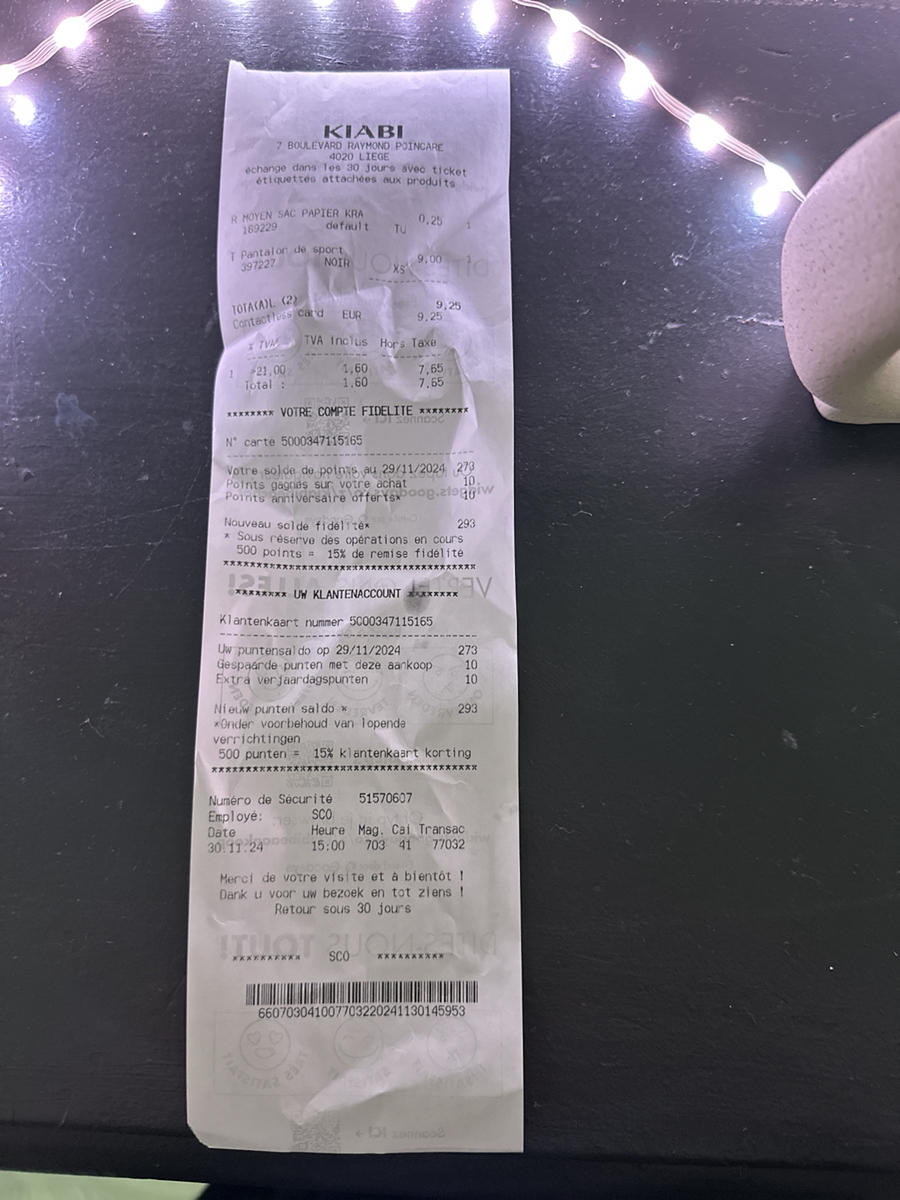 KIABI
7 BOULEVARD RAYMOND POINCARE
4020 LIEGE
échange dans les 30 jours avec ticket
étiquettes attachées aux produits
R MOYEN SAC PAPIER KRA 0,25 1
189229 default TU
T Pantalon de sport 9,00 1
397227 NOIR XS
TOTA(A)L (2) 9,25
Contactless card EUR 9,25
% TVA TVA Inclus Hors Taxe
1 21,00 1,60 7,65
Total : 1,60 7,65
******** VOTRE COMPTE FIDELITE ********
N° carte 5000347115165
Votre solde de points au 29/11/2024 273
Points gagnés sur votre achat 10
Points anniversaire offerts* 10
Nouveau solde fidélité* 293
* Sous réserve des opérations en cours
500 points = 15% de remise fidélité
****************************************
******** UW KLANTENACCOUNT ********
Klantenkaart nummer 5000347115165
Uw puntensaldo op 29/11/2024 273
Gespaarde punten met deze aankoop 10
Extra verjaardagspunten 10
Nieuw punten saldo * 293
*Onder voorbehoud van lopende
verrichtingen
500 punten = 15% klantenkaart korting
****************************************
Numéro de Sécurité 51570607
Employé: SCO
Date Heure Mag. Cai Transac
30.11.24 15:00 703 41 77032
Merci de votre visite et à bientôt !
Dank u voor uw bezoek en tot ziens !
Retour sous 30 jours
********** SCO **********
660703041007703220241130145953